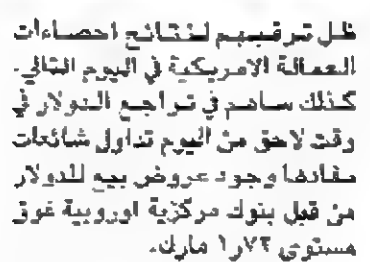 ظل ترقبهم لنتائج احصاءات
العمالة الامريكية في اليوم التالي.
كذلك ساهم في تراجع الدولار في
وقت لاحق من اليوم تداول شائعات
مفادها وجود عروض بيع للدولار
من قبل بنوك مركزية اوروبية فوق
مستوى ١٫٧٢ مارك.